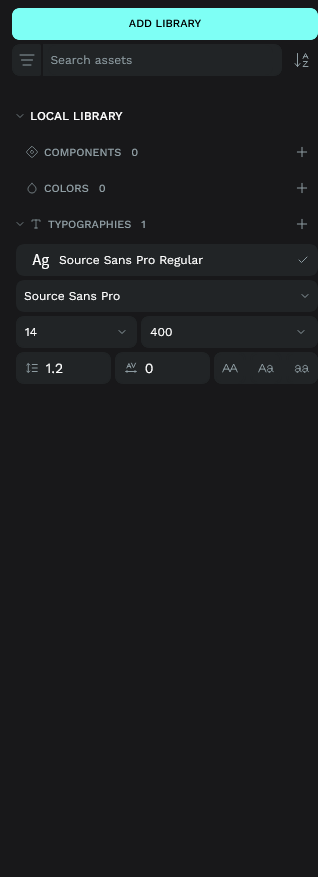 ADD LIBRARY
Search assets
LOCAL LIBRARY
COMPONENTS 0
COLORS 0
TYPOGRAPHIES 1
Ag Source Sans Pro Regular
Source Sans Pro
14 400
1.2 AV 0 AA Aa aa